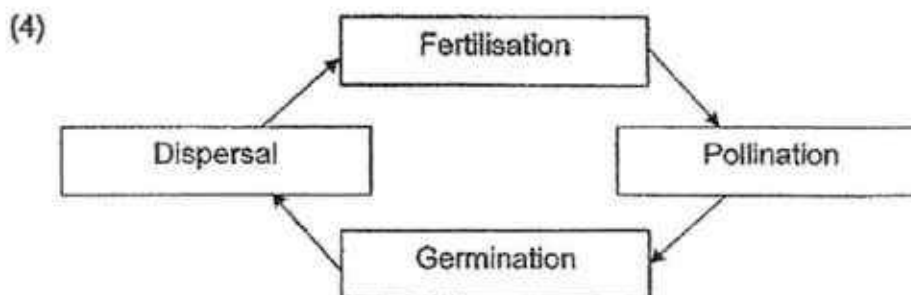 (4)
Fertilisation
Dispersal
Pollination
Germination